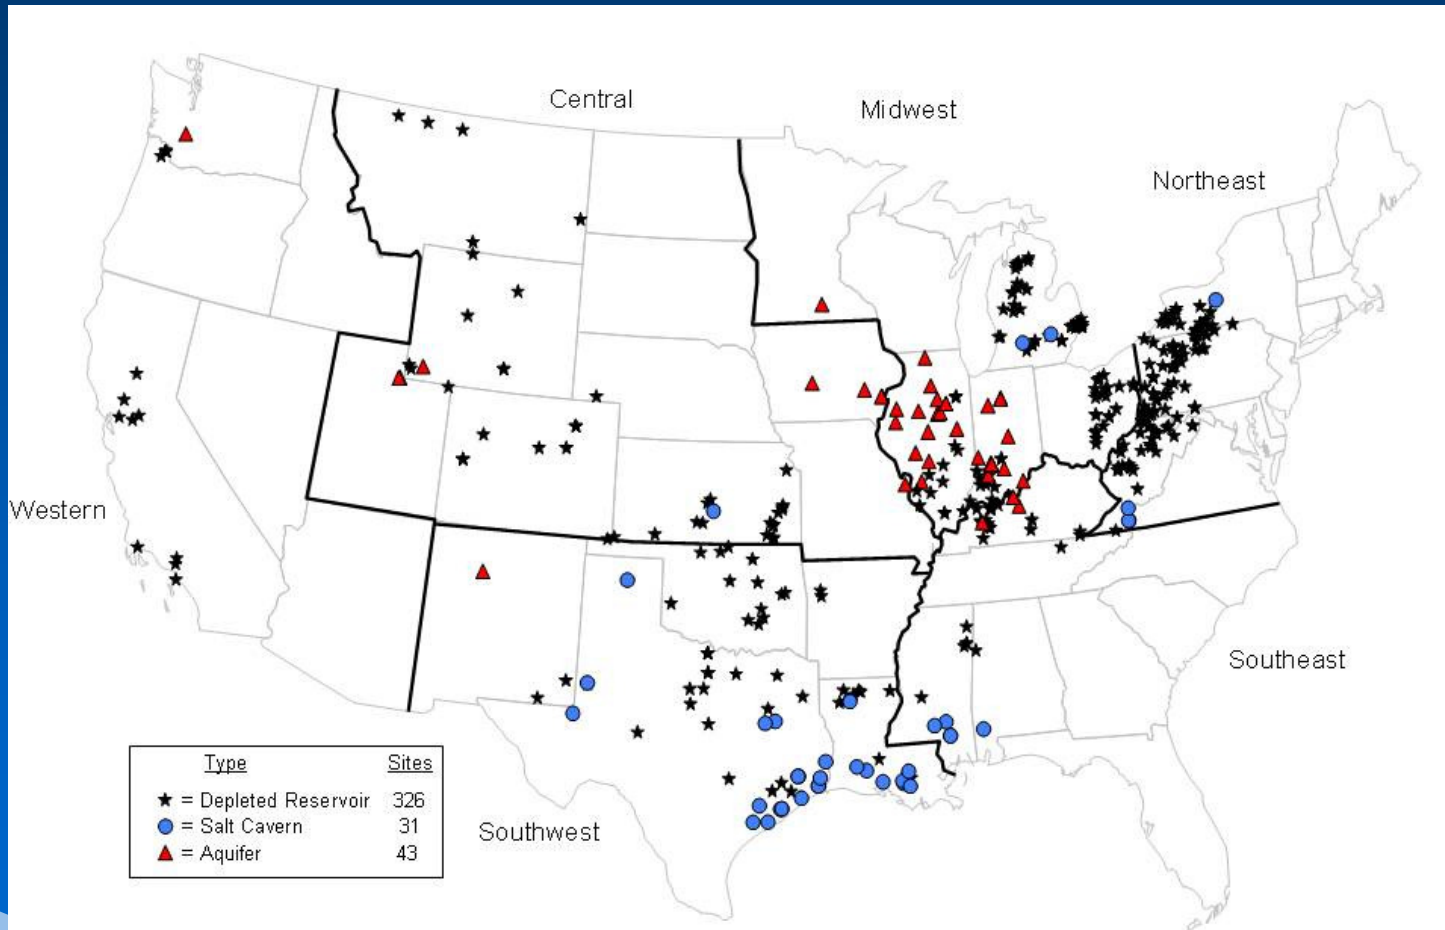 Central
Midwest
Northeast
Western
Southeast
Southwest
Type Sites
= Depleted Reservoir 326
= Salt Cavern 31
= Aquifer 43